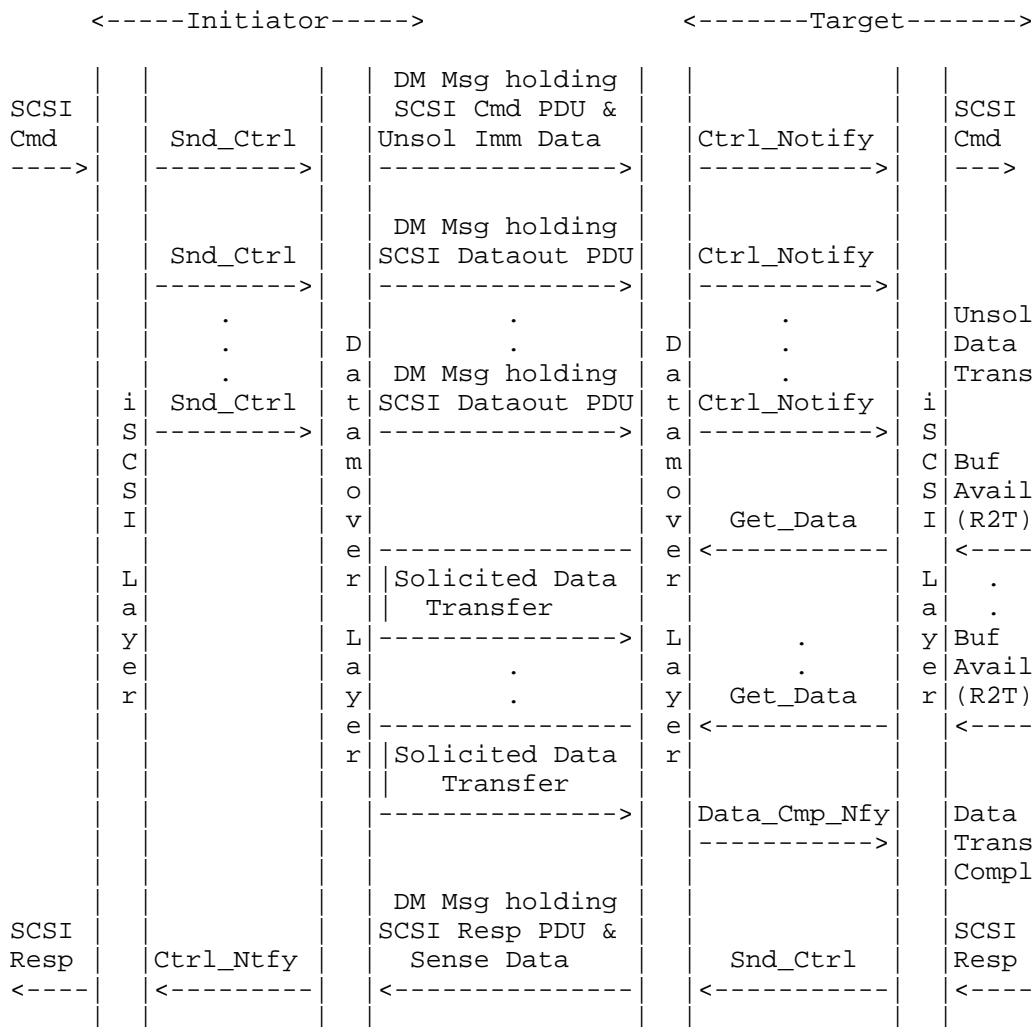 <-----Initiator----->                 <-------Target------->

     |  |           |  | DM Msg holding |  |            |  |
SCSI |  |           |  |  SCSI Cmd PDU & |  |            |  |SCSI
Cmd  |  | Snd_Ctrl  |  |Unsol Imm Data  |  |Ctrl_Notify |  |Cmd
---->|  |---------->|  |--------------->|  |----------->|  |--->
     |  |           |  |                |  |            |  |
     |  |           |  | DM Msg holding |  |            |  |
     |  | Snd_Ctrl  |  |SCSI Dataout PDU|  |Ctrl_Notify |  |
     |  |---------->|  |--------------->|  |----------->|  |
     |  |     .     |  |        .       |  |      .     |  |Unsol
     |  |     .     | D|        .       | D|      .     |  |Data
     |  |     .     | a| DM Msg holding | a|      .     |  |Trans
     | i| Snd_Ctrl  | t|SCSI Dataout PDU| t|Ctrl_Notify | i|
     | S|---------->| a|--------------->| a|----------->| S|
     | C|           | m|                | m|            | C|Buf
     | S|           | o|                | o|            | S|Avail
     | I|           | v|                | v|  Get_Data  | I|(R2T)
     |  |           | e|----------------| e|<-----------|  |<----
     | L|           | r||Solicited Data | r|            | L|  .
     | a|           |  ||  Transfer     |  |            | a|  .
     | y|           | L|--------------->| L|      .     | y|Buf
     | e|           | a|        .       | a|      .     | e|Avail
     | r|           | y|        .       | y|  Get_Data  | r|(R2T)
     |  |           | e|----------------| e|<-----------|  |<----
     |  |           | r||Solicited Data | r|            |  |
     |  |           |  ||   Transfer    |  |            |  |
     |  |           |  |--------------->|  |Data_Cmp_Nfy|  |Data
     |  |           |  |                |  |----------->|  |Trans
     |  |           |  |                |  |            |  |Compl
     |  |           |  | DM Msg holding |  |            |  |
SCSI |  |           |  |SCSI Resp PDU & |  |            |  |SCSI
Resp |  |Ctrl_Ntfy  |  |  Sense Data    |  |  Snd_Ctrl  |  |Resp
<----|  |<----------|  |<---------------|  |<-----------|  |<----
     |  |           |  |                |  |            |  |